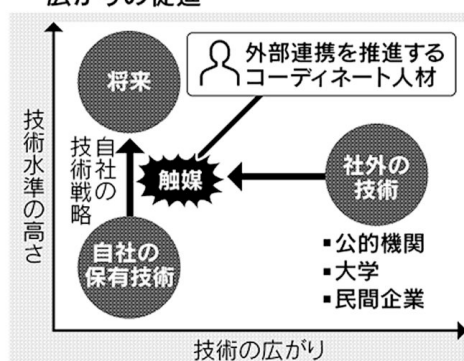 広がりの促進
外部連携を推進する
コーディネート人材
将来
技術水準の高さ
自社の
技術戦略
触媒
社外の
技術
自社の
保有技術
▪公的機関
▪大学
▪民間企業
技術の広がり